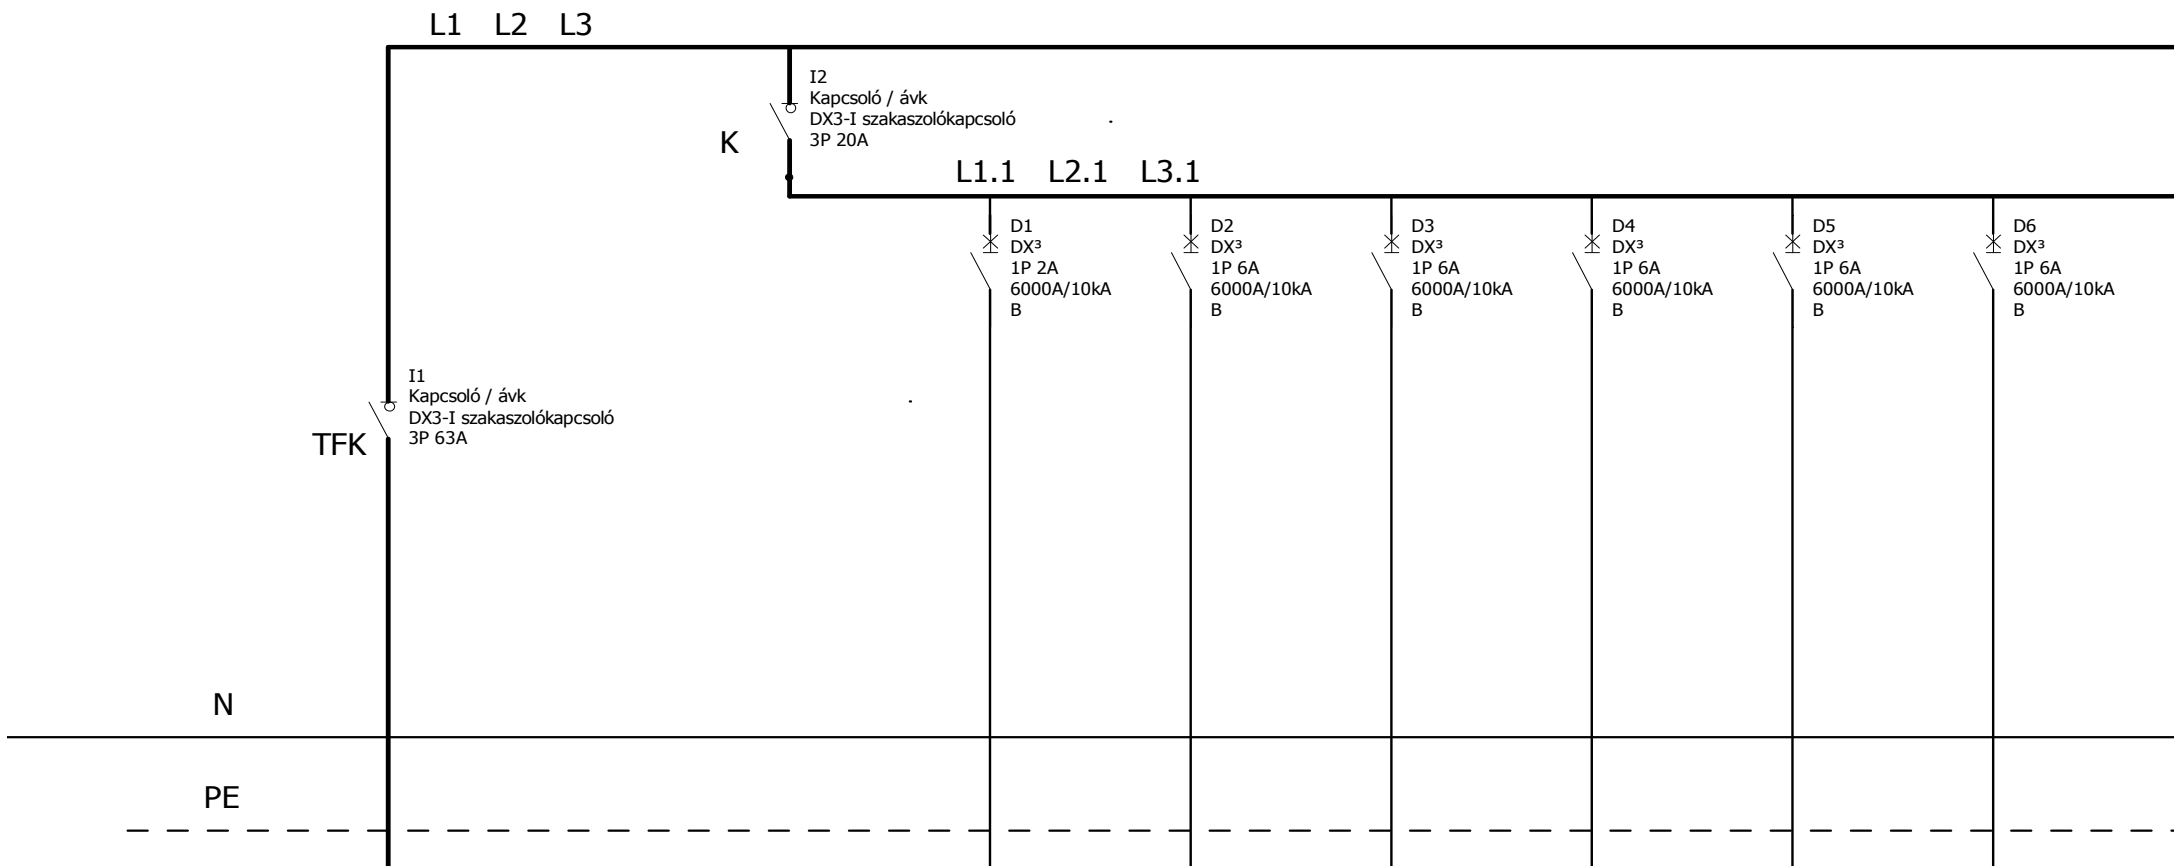 L1 L2 L3
I2
Kapcsoló / ávk
DX3-I szakaszolókapcsoló
3P 20A
K
L1.1 L2.1 L3.1
D1
DX³
1P 2A
6000A/10kA
B
D2
DX³
1P 6A
6000A/10kA
B
D3
DX³
1P 6A
6000A/10kA
B
D4
DX³
1P 6A
6000A/10kA
B
D5
DX³
1P 6A
6000A/10kA
B
D6
DX³
1P 6A
6000A/10kA
B
I1
Kapcsoló / ávk
DX3-I szakaszolókapcsoló
3P 63A
TFK
N
PE